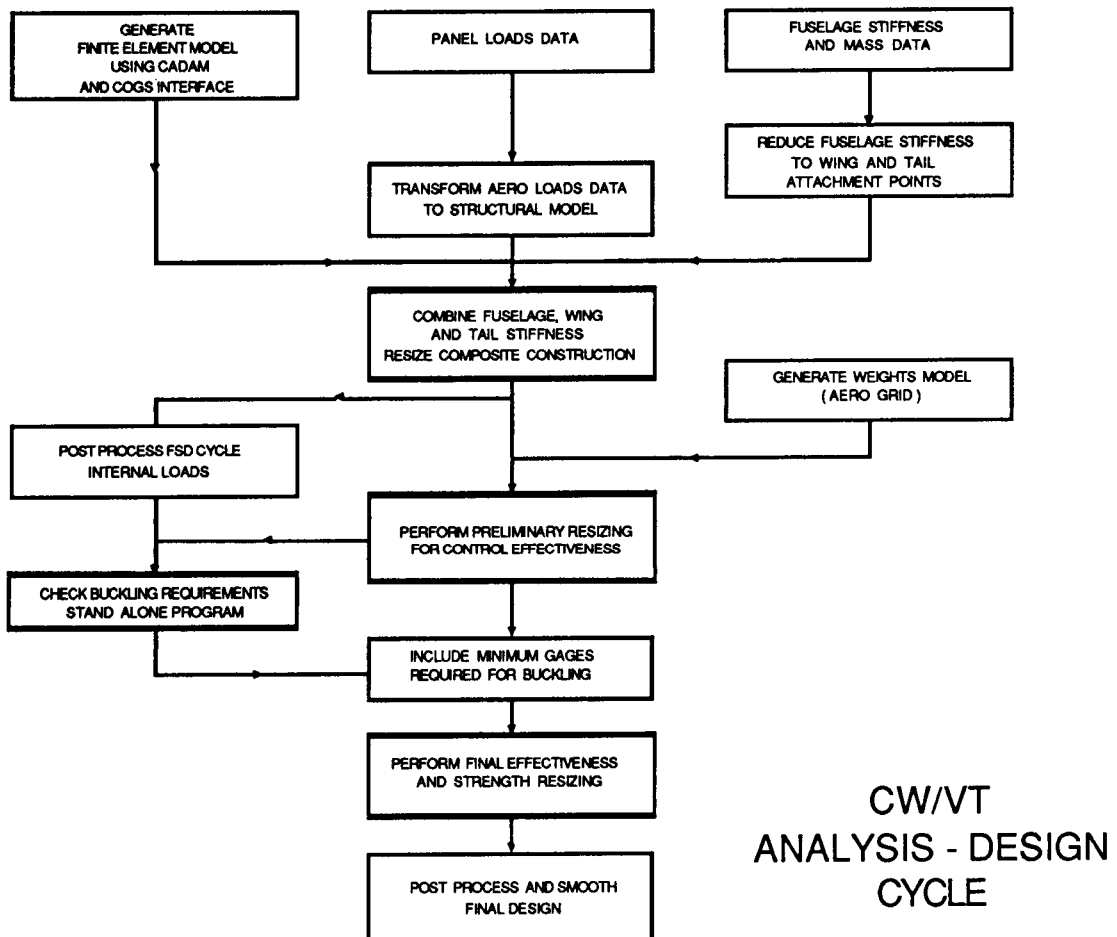 GENERATE
FINITE ELEMENT MODEL
USING CADAM
AND COGS INTERFACE
PANEL LOADS DATA
FUSELAGE STIFFNESS
AND MASS DATA
REDUCE FUSELAGE STIFFNESS
TO WING AND TAIL
ATTACHMENT POINTS
TRANSFORM AERO LOADS DATA
TO STRUCTURAL MODEL
COMBINE FUSELAGE, WING
AND TAIL STIFFNESS
RESIZE COMPOSITE CONSTRUCTION
GENERATE WEIGHTS MODEL
(AERO GRID)
POST PROCESS FSD CYCLE
INTERNAL LOADS
PERFORM PRELIMINARY RESIZING
FOR CONTROL EFFECTIVENESS
CHECK BUCKLING REQUIREMENTS
STAND ALONE PROGRAM
INCLUDE MINIMUM GAGES
REQUIRED FOR BUCKLING
PERFORM FINAL EFFECTIVENESS
AND STRENGTH RESIZING
POST PROCESS AND SMOOTH
FINAL DESIGN
CW/VT
ANALYSIS - DESIGN
CYCLE